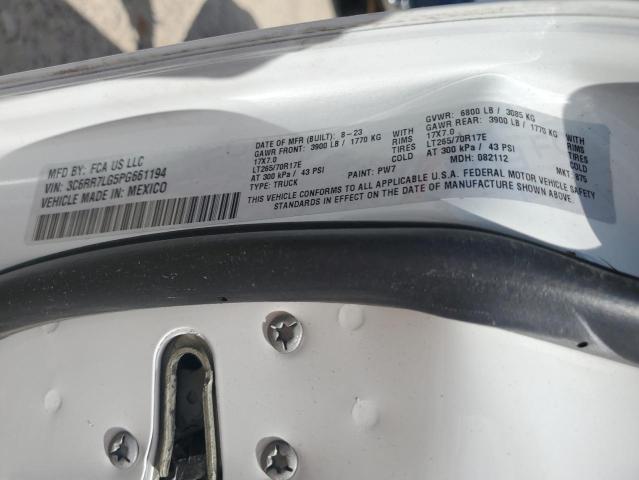 MFD BY: FCA US LLC
VIN: 3C6RR7LG5PG661194
VEHICLE MADE IN: MEXICO
DATE OF MFR (BUILT): 8-23
GAWR FRONT: 3900 LB / 1770 KG WITH
17X7.0 RIMS
LT265/70R17E TIRES
AT 300 kPa / 43 PSI COLD
TYPE: TRUCK
PAINT: PW7
GVWR: 6800 LB / 3085 KG
GAWR REAR: 3900 LB / 1770 KG WITH
17X7.0 RIMS
LT265/70R17E TIRES
AT 300 kPa / 43 PSI COLD
MDH: 082112
MKT: 875
THIS VEHICLE CONFORMS TO ALL APPLICABLE U.S.A. FEDERAL MOTOR VEHICLE SAFETY
STANDARDS IN EFFECT ON THE DATE OF MANUFACTURE SHOWN ABOVE.